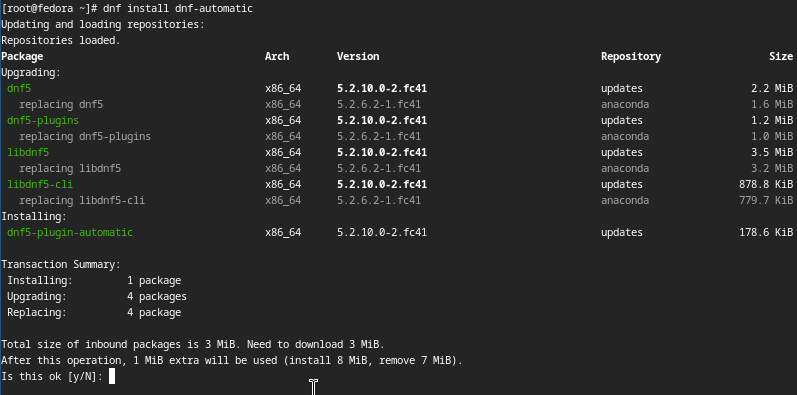 [root@fedora ~]# dnf install dnf-automatic
Updating and loading repositories:
Repositories loaded.
Package Arch Version Repository Size
Upgrading:
dnf5 x86_64 5.2.10.0-2.fc41 updates 2.2 MiB
replacing dnf5 x86_64 5.2.6.2-1.fc41 anaconda 1.6 MiB
dnf5-plugins x86_64 5.2.10.0-2.fc41 updates 1.2 MiB
replacing dnf5-plugins x86_64 5.2.6.2-1.fc41 anaconda 1.0 MiB
libdnf5 x86_64 5.2.10.0-2.fc41 updates 3.5 MiB
replacing libdnf5 x86_64 5.2.6.2-1.fc41 anaconda 3.2 MiB
libdnf5-cli x86_64 5.2.10.0-2.fc41 updates 878.8 KiB
replacing libdnf5-cli x86_64 5.2.6.2-1.fc41 anaconda 779.7 KiB
Installing:
dnf5-plugin-automatic x86_64 5.2.10.0-2.fc41 updates 178.6 KiB
Transaction Summary:
Installing: 1 package
Upgrading: 4 packages
Replacing: 4 package
Total size of inbound packages is 3 MiB. Need to download 3 MiB.
After this operation, 1 MiB extra will be used (install 8 MiB, remove 7 MiB).
Is this ok [y/N]: